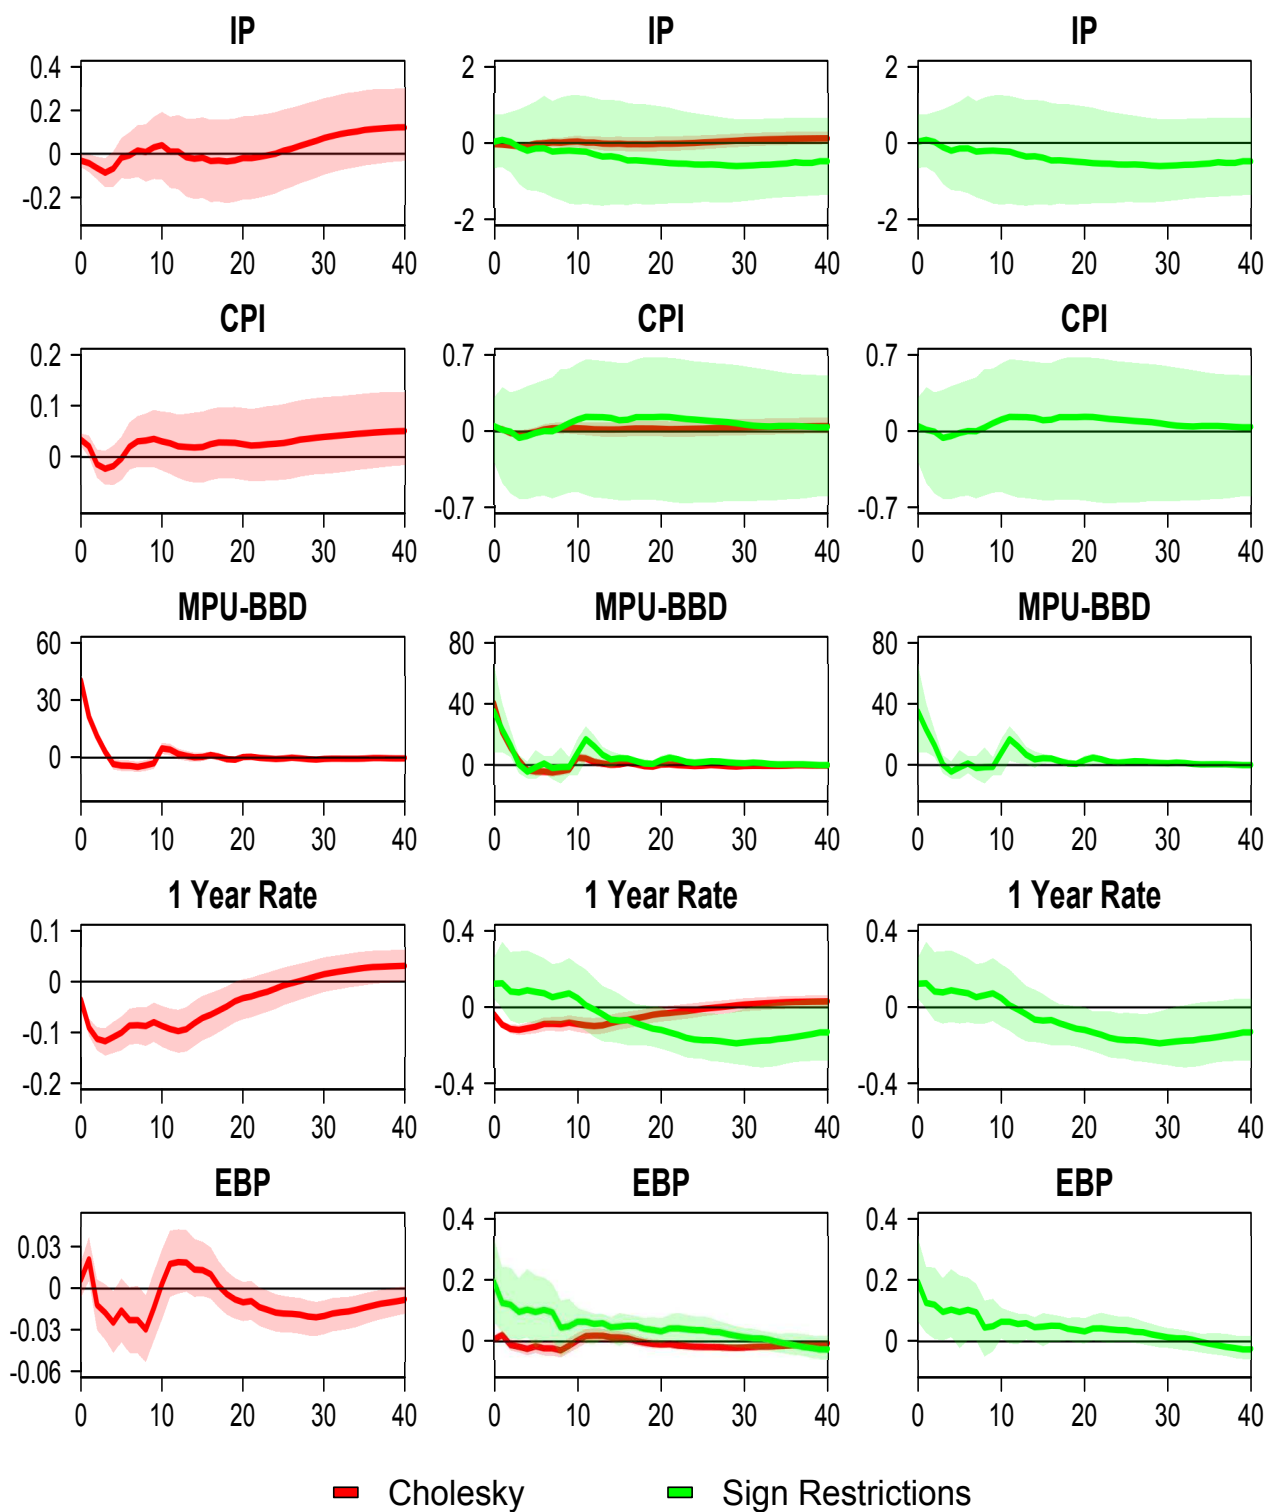 IP IP IP
0.4 2 2
0.2
0 0 0
-0.2
-2 -2
0 10 20 30 40 0 10 20 30 40 0 10 20 30 40
CPI CPI CPI
0.2 0.7 0.7
0.1
0 0 0
-0.7 -0.7
0 10 20 30 40 0 10 20 30 40 0 10 20 30 40
MPU-BBD MPU-BBD MPU-BBD
60 80 80
30 40 40
0 0 0
0 10 20 30 40 0 10 20 30 40 0 10 20 30 40
1 Year Rate 1 Year Rate 1 Year Rate
0.1 0.4 0.4
0 0 0
-0.1
-0.2 -0.4 -0.4
0 10 20 30 40 0 10 20 30 40 0 10 20 30 40
EBP EBP EBP
0.4 0.4
0.03 0.2 0.2
0
-0.03 0 0
-0.06
0 10 20 30 40 0 10 20 30 40 0 10 20 30 40
Cholesky Sign Restrictions